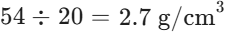 54 ÷ 20 = 2.7 g/cm³